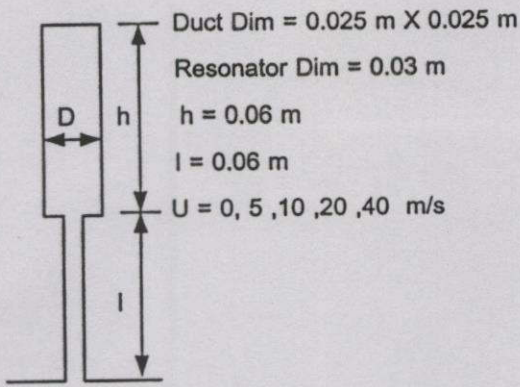 Duct Dim = 0.025 m X 0.025 m
Resonator Dim = 0.03 m
D
h
h = 0.06 m
l = 0.06 m
U = 0, 5 ,10 ,20 ,40 m/s
l